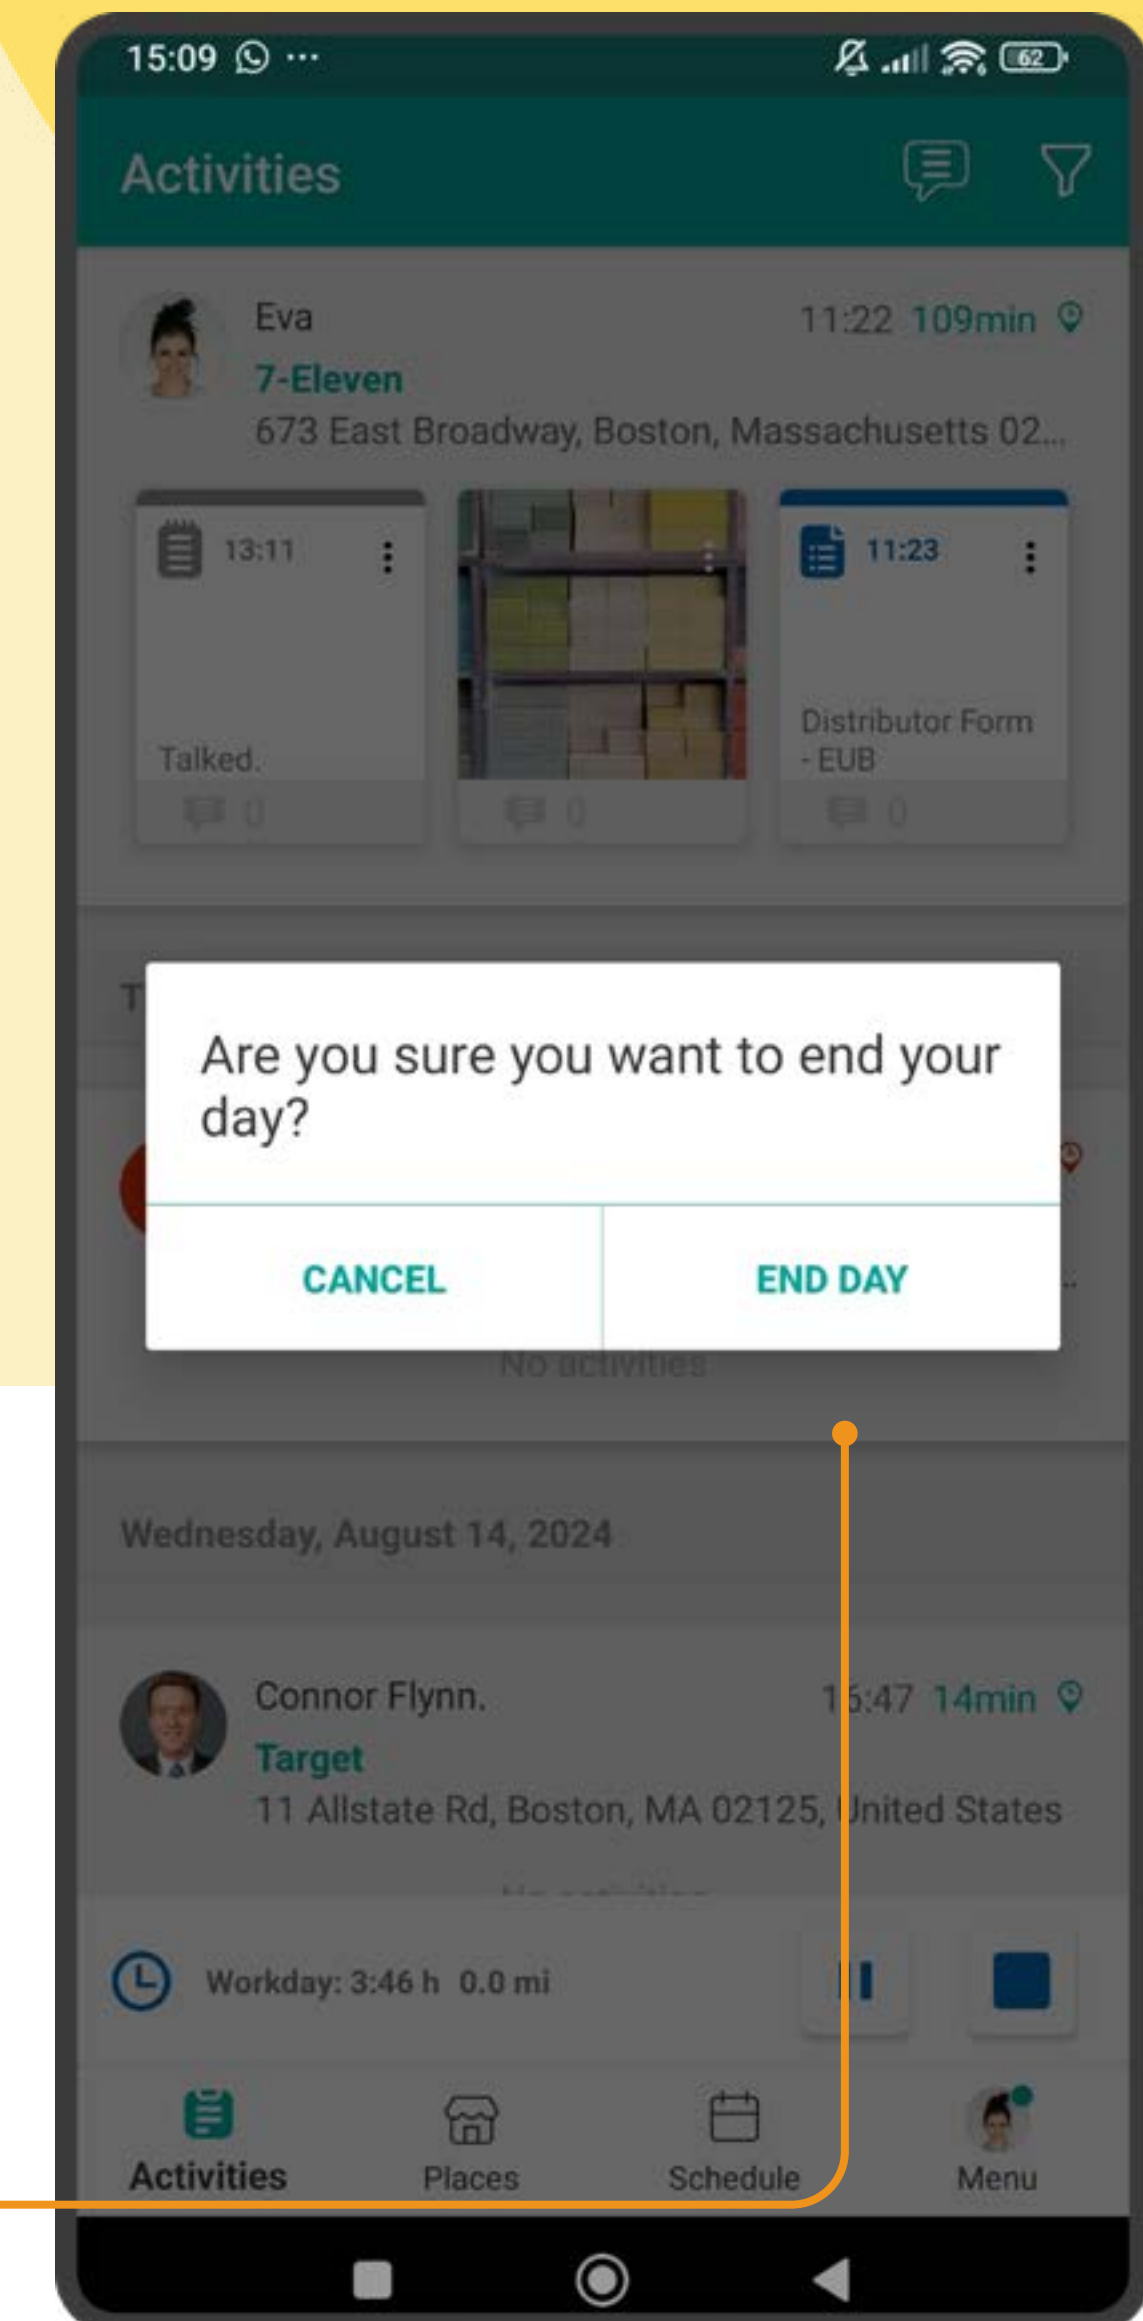 15:09 ...
62
Activities
Eva
11:22 109min
7-Eleven
673 East Broadway, Boston, Massachusetts 02...
13:11
11:23
Talked.
Distributor Form
- EUB
0
0
0
T
Are you sure you want to end your
day?
CANCEL
END DAY
No activities
Wednesday, August 14, 2024
Connor Flynn.
16:47 14min
Target
11 Allstate Rd, Boston, MA 02125, United States
Workday: 3:46 h 0.0 mi
Activities
Places
Schedule
Menu